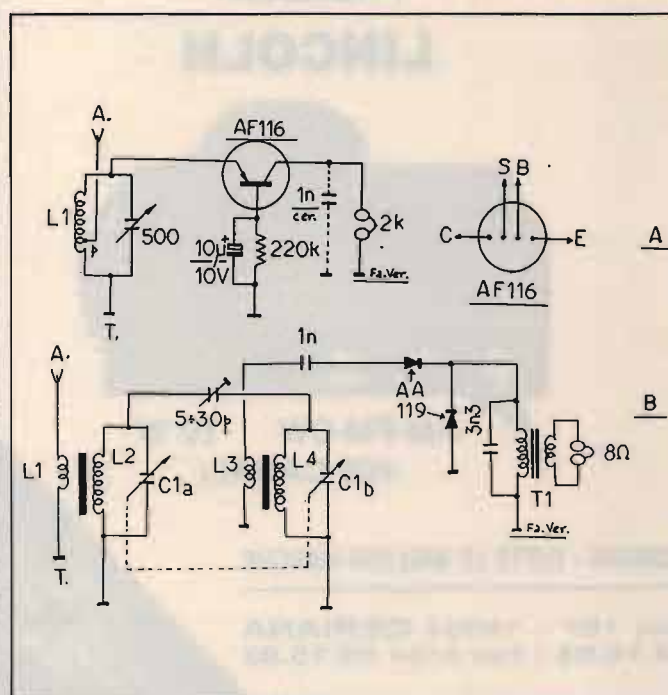 LINCOLN
A.
AF116
L1
500
10µ +
10V
220k
1n
cer.
2k
Fa.Ver.
T.
S B
C
E
AF116
A
A.
5÷30p
1n
AA
119
L1
L2
C1a
L3
L4
C1b
3n3
T1
8Ω
B
T.
Fa.Ver.